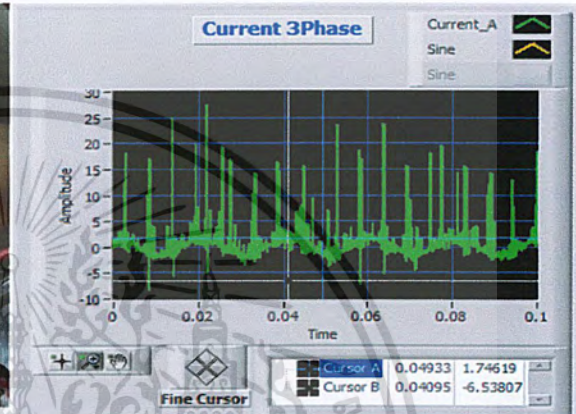 Current 3Phase
Current_A
Sine
Sine
Amplitude
30
25
20
15
10
5
0
-5
-10
0
0.02
0.04
0.06
0.08
0.1
Time
Cursor A 0.04933 1.74619
Cursor B 0.04095 -6.53807
Fine Cursor